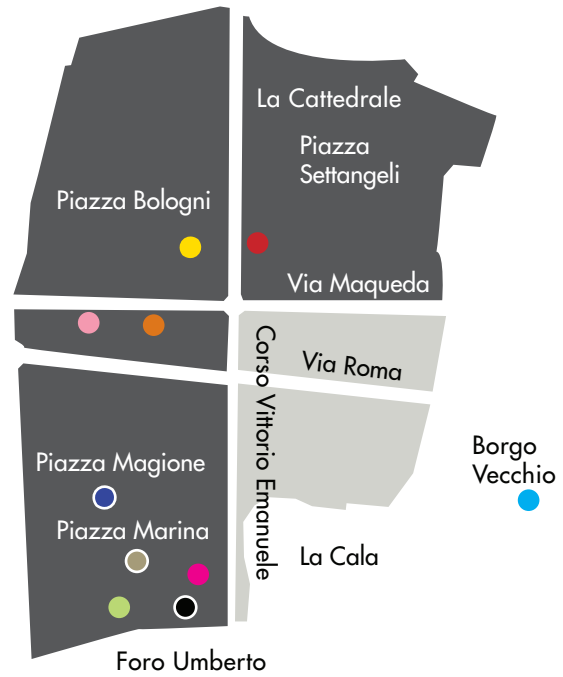 La Cattedrale
Piazza
Settangeli
Piazza Bologni
Via Maqueda
Corso Vittorio Emanuele
Via Roma
Borgo
Vecchio
Piazza Magione
Piazza Marina
La Cala
Foro Umberto